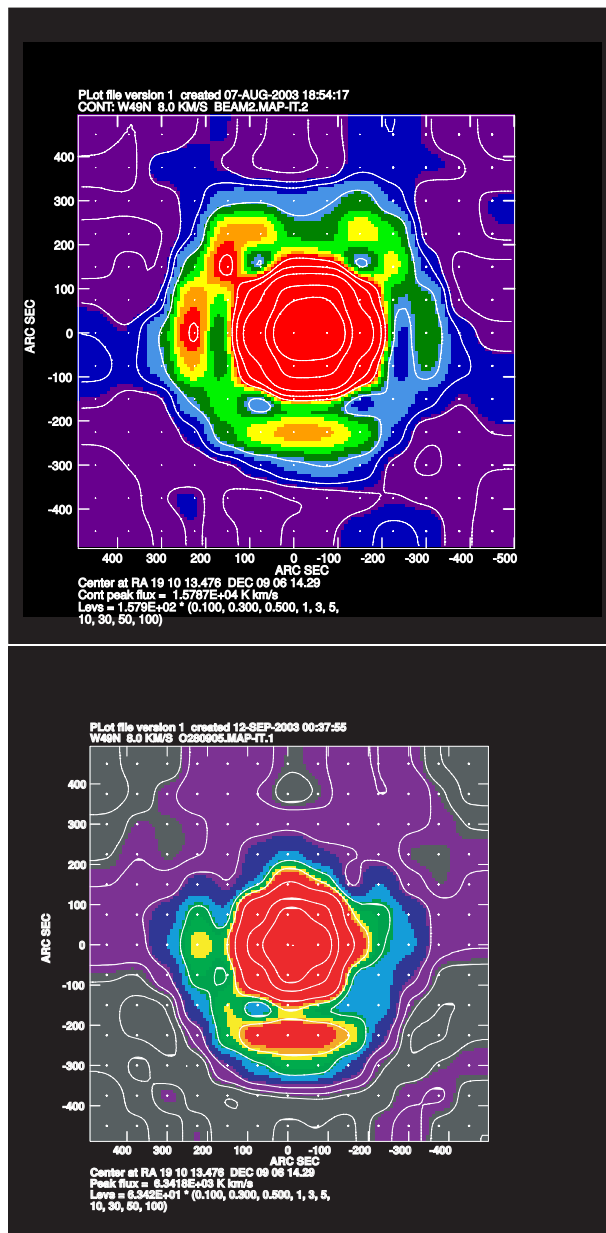 PLot file version 1 created 07-AUG-2003 18:54:17
CONT: W49N 8.0 KM/S BEAM2.MAP-IT.2
400
300
200
100
0
-100
-200
-300
-400
ARC SEC
400 300 200 100 0 -100 -200 -300 -400 -500
ARC SEC
Center at RA 19 10 13.476 DEC 09 06 14.29
Cont peak flux = 1.5787E+04 K km/s
Levs = 1.579E+02 * (0.100, 0.300, 0.500, 1, 3, 5,
10, 30, 50, 100)
PLot file version 1 created 12-SEP-2003 00:37:55
W49N 8.0 KM/S O280905.MAP-IT.1
400
300
200
100
0
-100
-200
-300
-400
ARC SEC
400 300 200 100 0 -100 -200 -300 -400
ARC SEC
Center at RA 19 10 13.476 DEC 09 06 14.29
Peak flux = 6.3418E+03 K km/s
Levs = 6.342E+01 * (0.100, 0.300, 0.500, 1, 3, 5,
10, 30, 50, 100)